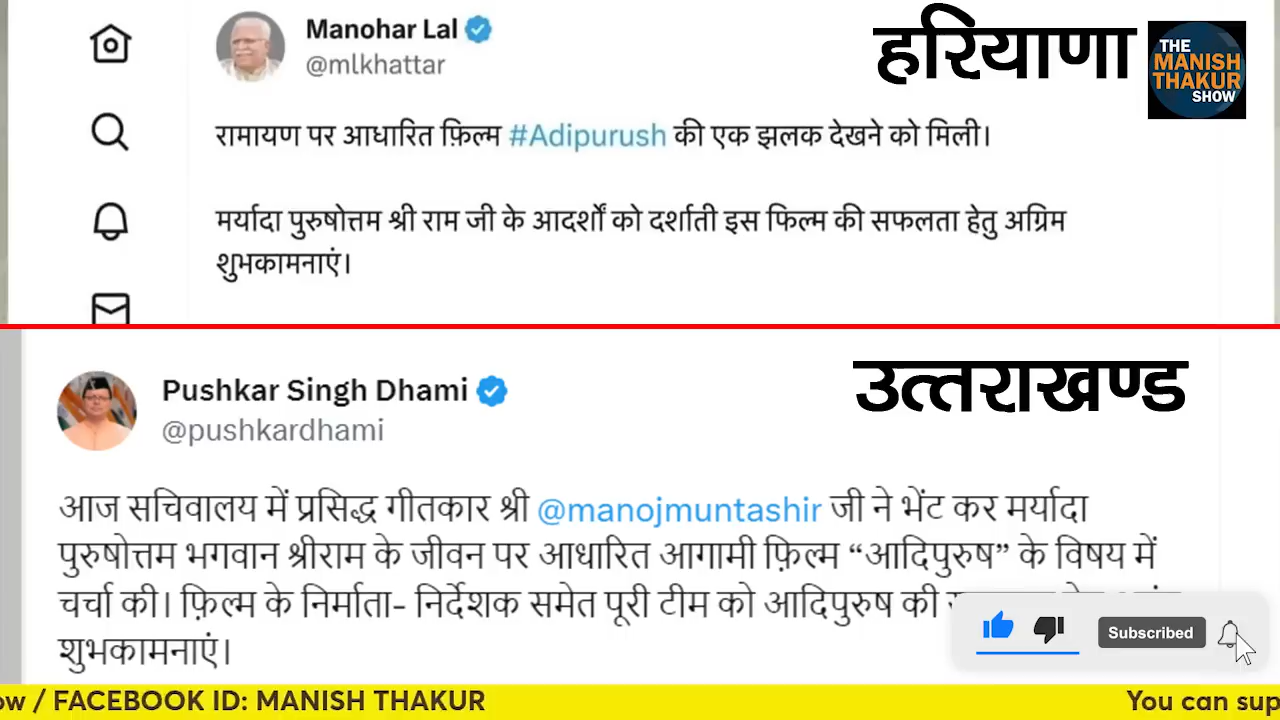 Manohar Lal
@mlkhattar
हरियाणा
THE
MANISH
THAKUR
SHOW
रामायण पर आधारित फ़िल्म #Adipurush की एक झलक देखने को मिली।
मर्यादा पुरुषोत्तम श्री राम जी के आदर्शों को दर्शाती इस फिल्म की सफलता हेतु अग्रिम
शुभकामनाएं।
Pushkar Singh Dhami
@pushkardhami
उत्तराखण्ड
आज सचिवालय में प्रसिद्ध गीतकार श्री @manojmuntashir जी ने भेंट कर मर्यादा
पुरुषोत्तम भगवान श्रीराम के जीवन पर आधारित आगामी फ़िल्म “आदिपुरुष” के विषय में
चर्चा की। फ़िल्म के निर्माता- निर्देशक समेत पूरी टीम को आदिपुरुष की
शुभकामनाएं।
Subscribed
ow / FACEBOOK ID: MANISH THAKUR
You can sup